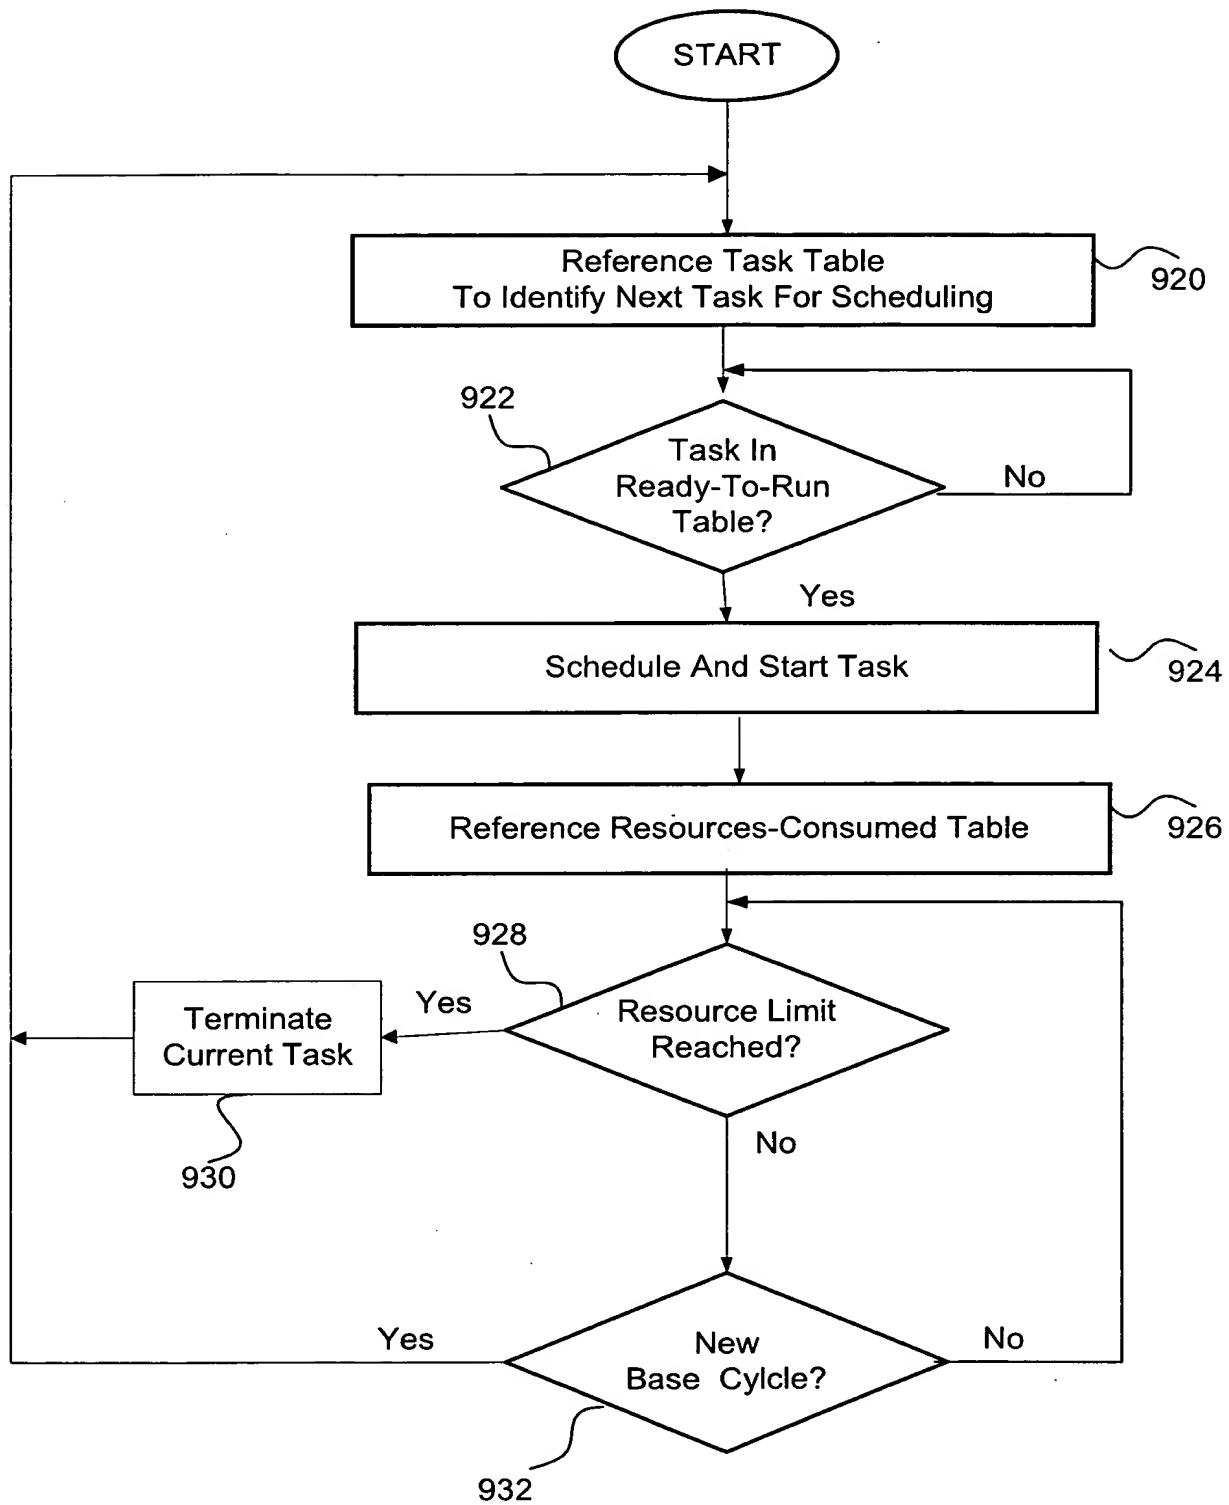 START
Reference Task Table
To Identify Next Task For Scheduling
920
922
Task In
Ready-To-Run
Table?
No
Yes
Schedule And Start Task
924
Reference Resources-Consumed Table
926
928
Yes
Resource Limit
Reached?
Terminate
Current Task
930
No
Yes
New
Base Cylcle?
No
932